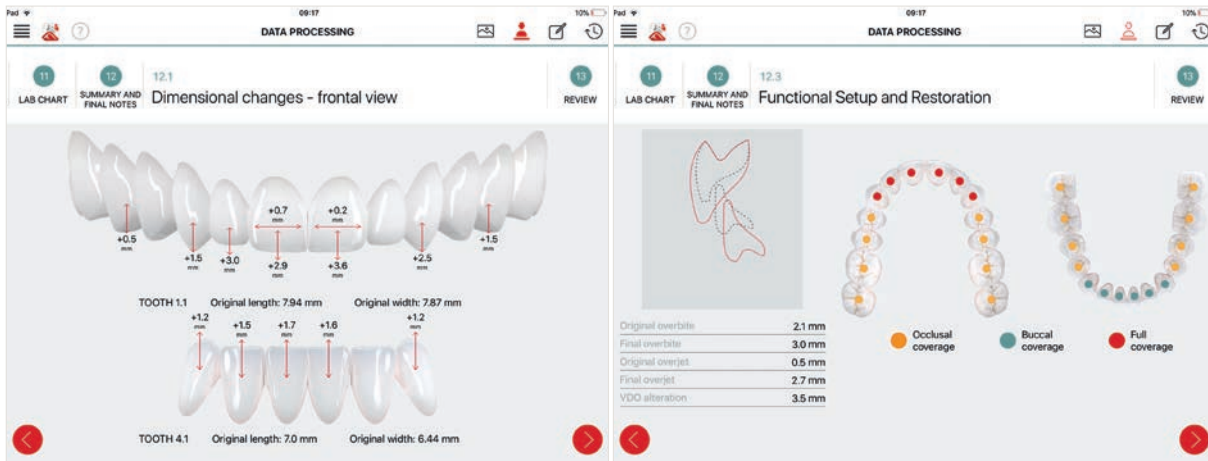 Pad
09:17
10%
?
DATA PROCESSING
11
LAB CHART
12
SUMMARY AND
FINAL NOTES
12.1
Dimensional changes - frontal view
13
REVIEW
+0.7
mm
+0.2
mm
+0.5
mm
+1.5
mm
+3.0
mm
+2.9
mm
+3.6
mm
+2.5
mm
+1.5
mm
TOOTH 1.1 Original length: 7.94 mm Original width: 7.87 mm
+1.2
mm
+1.5
mm
+1.7
mm
+1.6
mm
+1.2
mm
TOOTH 4.1 Original length: 7.0 mm Original width: 6.44 mm
Pad
09:17
10%
?
DATA PROCESSING
11
LAB CHART
12
SUMMARY AND
FINAL NOTES
12.3
Functional Setup and Restoration
13
REVIEW
Original overbite 2.1 mm
Final overbite 3.0 mm
Original overjet 0.5 mm
Final overjet 2.7 mm
VDO alteration 3.5 mm
Occlusal
coverage
Buccal
coverage
Full
coverage